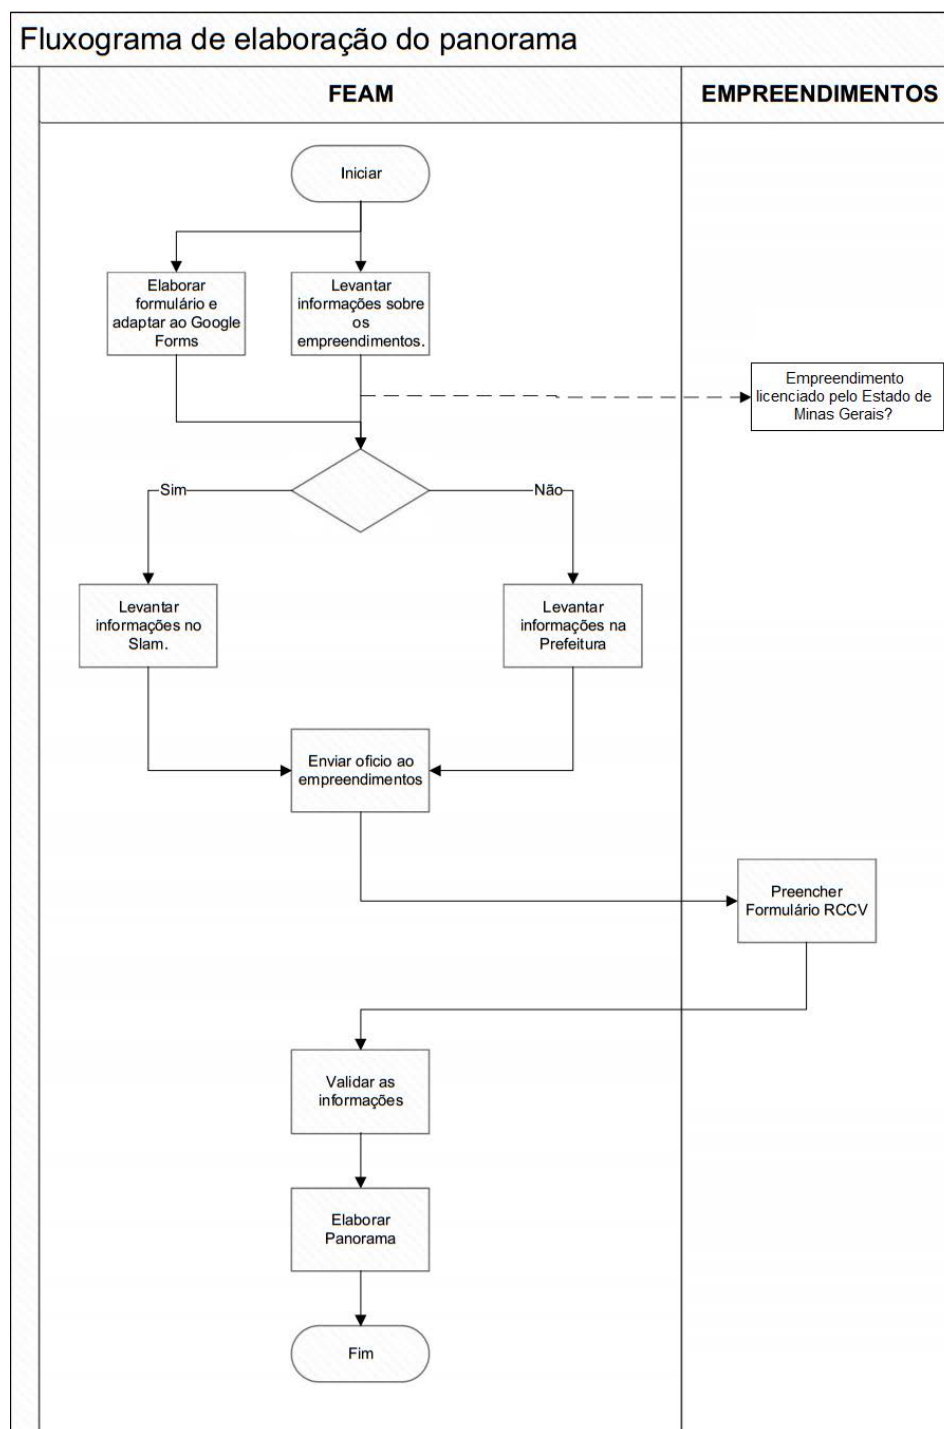 Fluxograma de elaboração do panorama
FEAM
EMPREENDIMENTOS
Iniciar
Elaborar
formulário e
adaptar ao Google
Forms
Levantar
informações sobre
os
empreendimentos.
Empreendimento
licenciado pelo Estado de
Minas Gerais?
Sim
Não
Levantar
informações no
Slam.
Levantar
informações na
Prefeitura
Enviar oficio ao
empreendimentos
Preencher
Formulário RCCV
Validar as
informações
Elaborar
Panorama
Fim